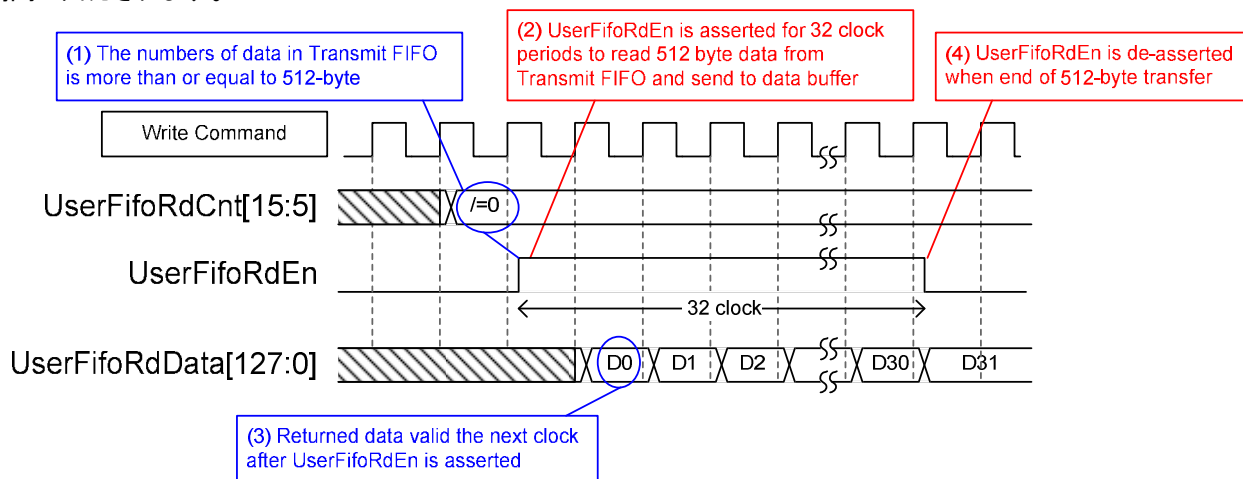 (1) The numbers of data in Transmit FIFO
is more than or equal to 512-byte
(2) UserFifoRdEn is asserted for 32 clock
periods to read 512 byte data from
Transmit FIFO and send to data buffer
(4) UserFifoRdEn is de-asserted
when end of 512-byte transfer
Write Command
UserFifoRdCnt[15:5]
/=0
UserFifoRdEn
32 clock
UserFifoRdData[127:0]
D0
D1
D2
D30
D31
(3) Returned data valid the next clock
after UserFifoRdEn is asserted